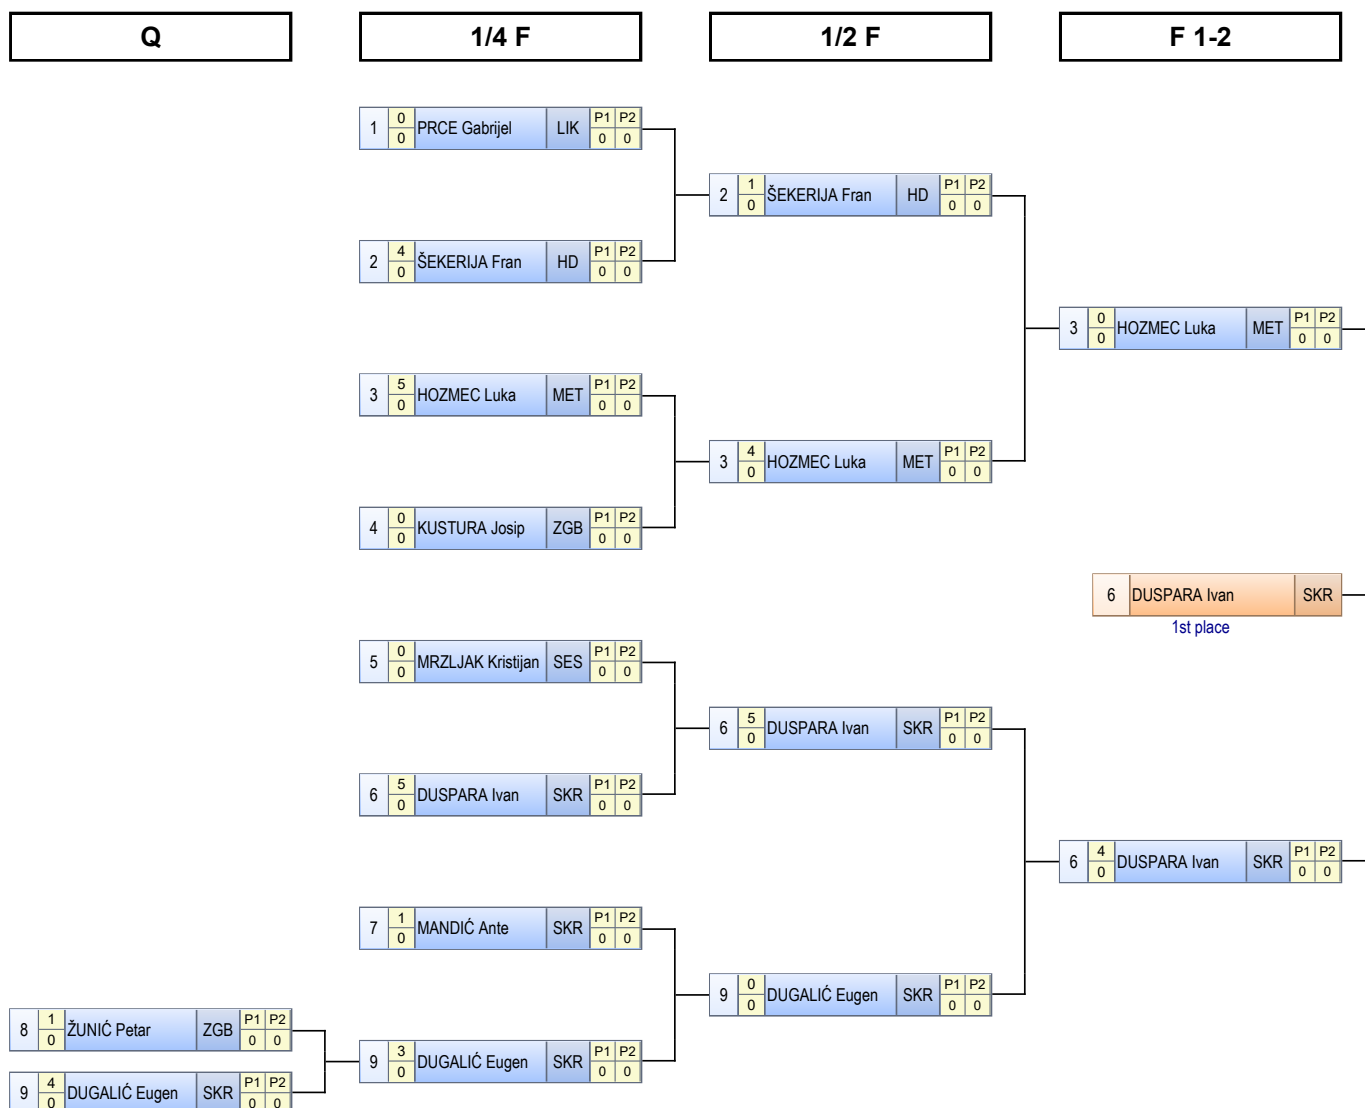 Q 1/4 F 1/2 F F 1-2
1 0 0 PRCE Gabrijel LIK P1 P2 0 0
2 1 0 ŠEKERIJA Fran HD P1 P2 0 0
2 4 0 ŠEKERIJA Fran HD P1 P2 0 0
3 0 0 HOZMEC Luka MET P1 P2 0 0
3 5 0 HOZMEC Luka MET P1 P2 0 0
3 4 0 HOZMEC Luka MET P1 P2 0 0
4 0 0 KUSTURA Josip ZGB P1 P2 0 0
6 DUSPARA Ivan SKR
1st place
5 0 0 MRZLJAK Kristijan SES P1 P2 0 0
6 5 0 DUSPARA Ivan SKR P1 P2 0 0
6 5 0 DUSPARA Ivan SKR P1 P2 0 0
6 4 0 DUSPARA Ivan SKR P1 P2 0 0
7 1 0 MANDIĆ Ante SKR P1 P2 0 0
9 0 0 DUGALIĆ Eugen SKR P1 P2 0 0
8 1 0 ŽUNIĆ Petar ZGB P1 P2 0 0
9 3 0 DUGALIĆ Eugen SKR P1 P2 0 0
9 4 0 DUGALIĆ Eugen SKR P1 P2 0 0